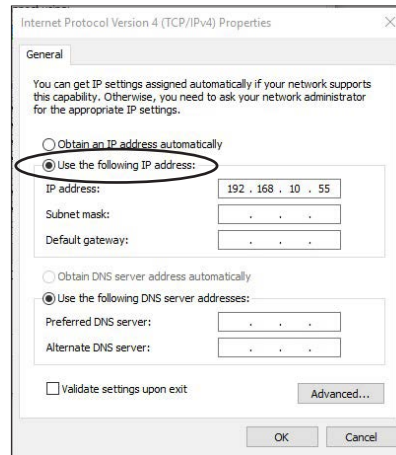 Internet Protocol Version 4 (TCP/IPv4) Properties
General
You can get IP settings assigned automatically if your network supports
this capability. Otherwise, you need to ask your network administrator
for the appropriate IP settings.
Obtain an IP address automatically
Use the following IP address:
IP address: 192 . 168 . 10 . 55
Subnet mask: . . .
Default gateway: . . .
Obtain DNS server address automatically
Use the following DNS server addresses:
Preferred DNS server: . . .
Alternate DNS server: . . .
Validate settings upon exit
Advanced...
OK Cancel